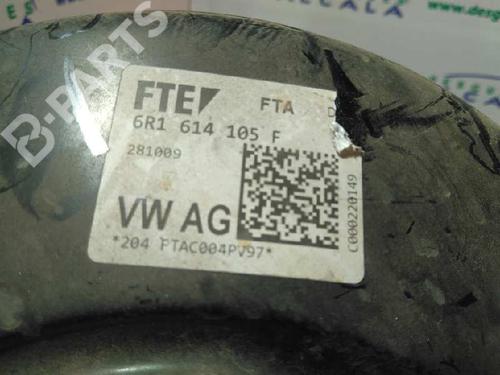 B-PARTS
FTE
FTA
6R1 614 105 F
281009
VW AG
*204 FTAC004PV97*
C000220149